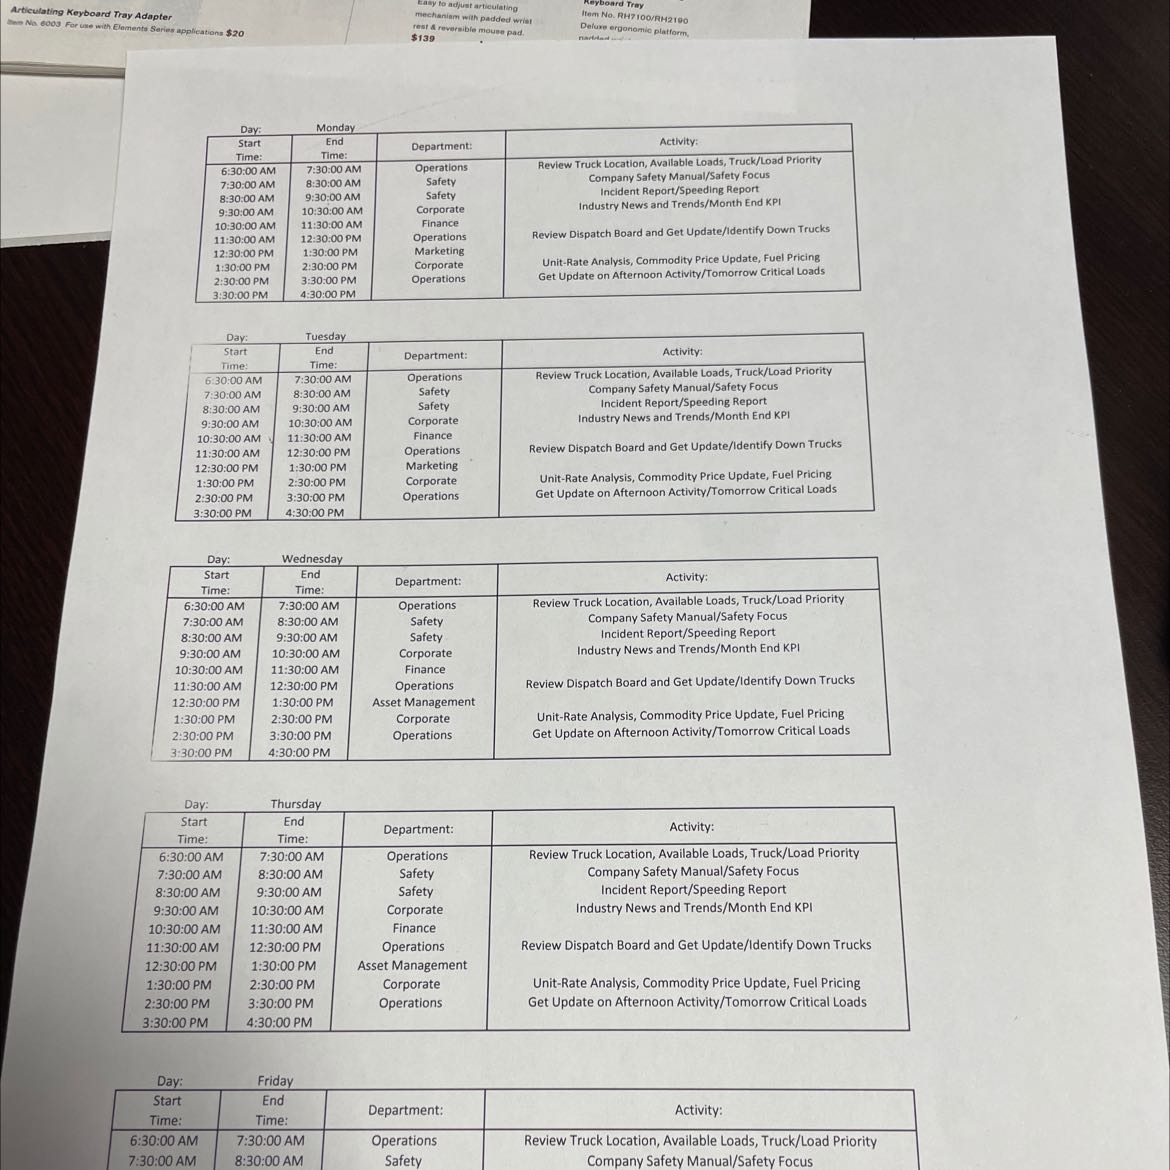 Articulating Keyboard Tray Adapter
Item No. 6003 For use with Elements Series applications $20
Easy to adjust articulating
mechanism with padded wrist
rest & reversible mouse pad.
$139
Keyboard Tray
Item No. RH7100/RH2190
Deluxe ergonomic platform,
Day: Monday
Start Time: End Time: Department: Activity:
6:30:00 AM 7:30:00 AM Operations Review Truck Location, Available Loads, Truck/Load Priority
7:30:00 AM 8:30:00 AM Safety Company Safety Manual/Safety Focus
8:30:00 AM 9:30:00 AM Safety Incident Report/Speeding Report
9:30:00 AM 10:30:00 AM Corporate Industry News and Trends/Month End KPI
10:30:00 AM 11:30:00 AM Finance
11:30:00 AM 12:30:00 PM Operations Review Dispatch Board and Get Update/Identify Down Trucks
12:30:00 PM 1:30:00 PM Marketing
1:30:00 PM 2:30:00 PM Corporate Unit-Rate Analysis, Commodity Price Update, Fuel Pricing
2:30:00 PM 3:30:00 PM Operations Get Update on Afternoon Activity/Tomorrow Critical Loads
3:30:00 PM 4:30:00 PM
Day: Tuesday
Start Time: End Time: Department: Activity:
6:30:00 AM 7:30:00 AM Operations Review Truck Location, Available Loads, Truck/Load Priority
7:30:00 AM 8:30:00 AM Safety Company Safety Manual/Safety Focus
8:30:00 AM 9:30:00 AM Safety Incident Report/Speeding Report
9:30:00 AM 10:30:00 AM Corporate Industry News and Trends/Month End KPI
10:30:00 AM 11:30:00 AM Finance
11:30:00 AM 12:30:00 PM Operations Review Dispatch Board and Get Update/Identify Down Trucks
12:30:00 PM 1:30:00 PM Marketing
1:30:00 PM 2:30:00 PM Corporate Unit-Rate Analysis, Commodity Price Update, Fuel Pricing
2:30:00 PM 3:30:00 PM Operations Get Update on Afternoon Activity/Tomorrow Critical Loads
3:30:00 PM 4:30:00 PM
Day: Wednesday
Start Time: End Time: Department: Activity:
6:30:00 AM 7:30:00 AM Operations Review Truck Location, Available Loads, Truck/Load Priority
7:30:00 AM 8:30:00 AM Safety Company Safety Manual/Safety Focus
8:30:00 AM 9:30:00 AM Safety Incident Report/Speeding Report
9:30:00 AM 10:30:00 AM Corporate Industry News and Trends/Month End KPI
10:30:00 AM 11:30:00 AM Finance
11:30:00 AM 12:30:00 PM Operations Review Dispatch Board and Get Update/Identify Down Trucks
12:30:00 PM 1:30:00 PM Asset Management
1:30:00 PM 2:30:00 PM Corporate Unit-Rate Analysis, Commodity Price Update, Fuel Pricing
2:30:00 PM 3:30:00 PM Operations Get Update on Afternoon Activity/Tomorrow Critical Loads
3:30:00 PM 4:30:00 PM
Day: Thursday
Start Time: End Time: Department: Activity:
6:30:00 AM 7:30:00 AM Operations Review Truck Location, Available Loads, Truck/Load Priority
7:30:00 AM 8:30:00 AM Safety Company Safety Manual/Safety Focus
8:30:00 AM 9:30:00 AM Safety Incident Report/Speeding Report
9:30:00 AM 10:30:00 AM Corporate Industry News and Trends/Month End KPI
10:30:00 AM 11:30:00 AM Finance
11:30:00 AM 12:30:00 PM Operations Review Dispatch Board and Get Update/Identify Down Trucks
12:30:00 PM 1:30:00 PM Asset Management
1:30:00 PM 2:30:00 PM Corporate Unit-Rate Analysis, Commodity Price Update, Fuel Pricing
2:30:00 PM 3:30:00 PM Operations Get Update on Afternoon Activity/Tomorrow Critical Loads
3:30:00 PM 4:30:00 PM
Day: Friday
Start Time: End Time: Department: Activity:
6:30:00 AM 7:30:00 AM Operations Review Truck Location, Available Loads, Truck/Load Priority
7:30:00 AM 8:30:00 AM Safety Company Safety Manual/Safety Focus